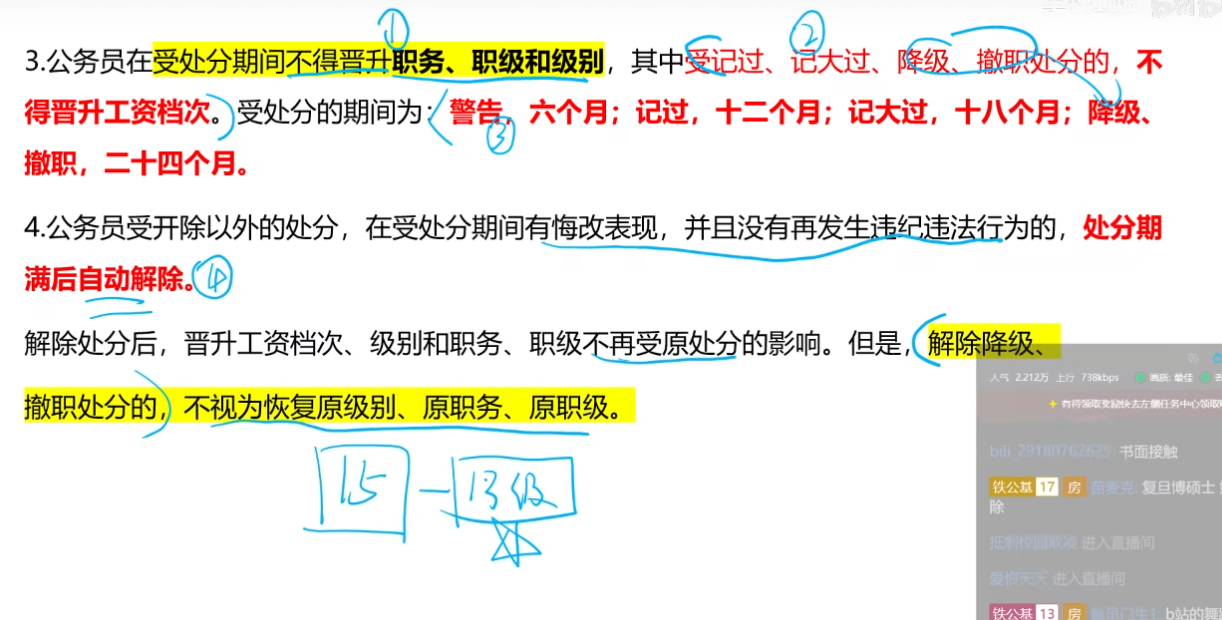 ①
②
3.公务员在受处分期间不得晋升职务、职级和级别，其中受记过、记大过、降级、撤职处分的，不
得晋升工资档次。受处分的期间为：警告，六个月；记过，十二个月；记大过，十八个月；降级、
③
撤职，二十四个月。
4.公务员受开除以外的处分，在受处分期间有悔改表现，并且没有再发生违纪违法行为的，处分期
满后自动解除。④
解除处分后，晋升工资档次、级别和职务、职级不再受原处分的影响。但是，解除降级、
撤职处分的，不视为恢复原级别、原职务、原职级。
15 — 13级
人气 2.212万 上行 738kbps 画质: 最佳 丢
有待领取奖励快去左侧任务中心领取
bili_29180762625 书面接触
铁公基 17 房 苗麦克: 复旦博硕士
除
进入直播间
爱恨天天 进入直播间
铁公基 13 房 b站的舞